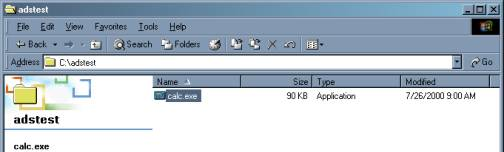 adstest
File Edit View Favorites Tools Help
Back Search Folders
Address C:\adstest Go
Name Size Type Modified
calc.exe 90 KB Application 7/26/2000 9:00 AM
adstest
calc.exe